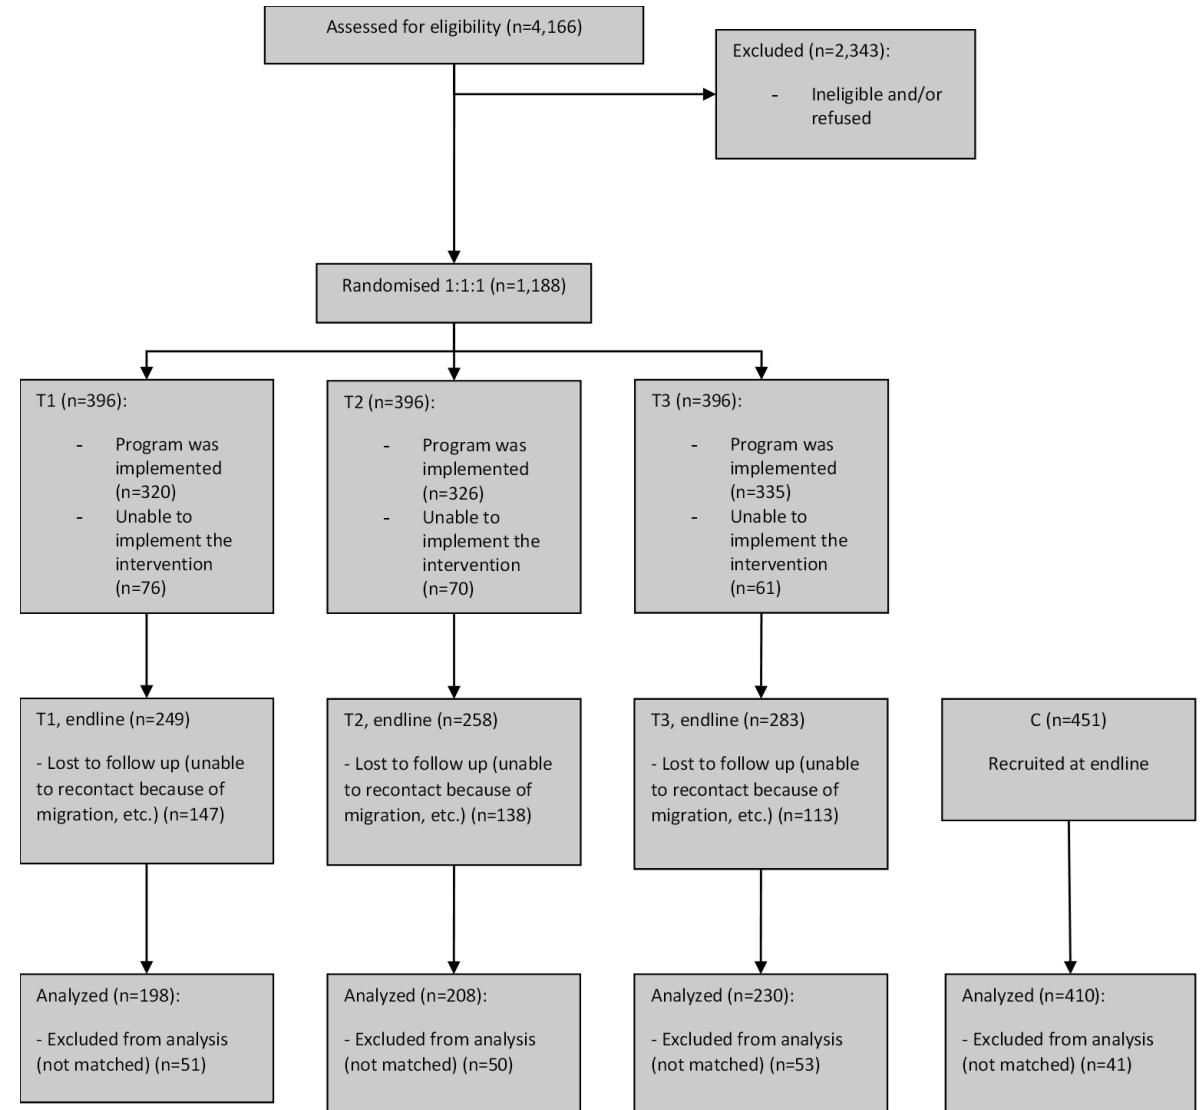 Assessed for eligibility (n=4,166)
Excluded (n=2,343):
- Ineligible and/or
refused
Randomised 1:1:1 (n=1,188)
T1 (n=396):
- Program was
implemented
(n=320)
- Unable to
implement the
intervention
(n=76)
T2 (n=396):
- Program was
implemented
(n=326)
- Unable to
implement the
intervention
(n=70)
T3 (n=396):
- Program was
implemented
(n=335)
- Unable to
implement the
intervention
(n=61)
T1, endline (n=249)
- Lost to follow up (unable
to recontact because of
migration, etc.) (n=147)
T2, endline (n=258)
- Lost to follow up (unable
to recontact because of
migration, etc.) (n=138)
T3, endline (n=283)
- Lost to follow up (unable
to recontact because of
migration, etc.) (n=113)
C (n=451)
Recruited at endline
Analyzed (n=198):
- Excluded from analysis
(not matched) (n=51)
Analyzed (n=208):
- Excluded from analysis
(not matched) (n=50)
Analyzed (n=230):
- Excluded from analysis
(not matched) (n=53)
Analyzed (n=410):
- Excluded from analysis
(not matched) (n=41)